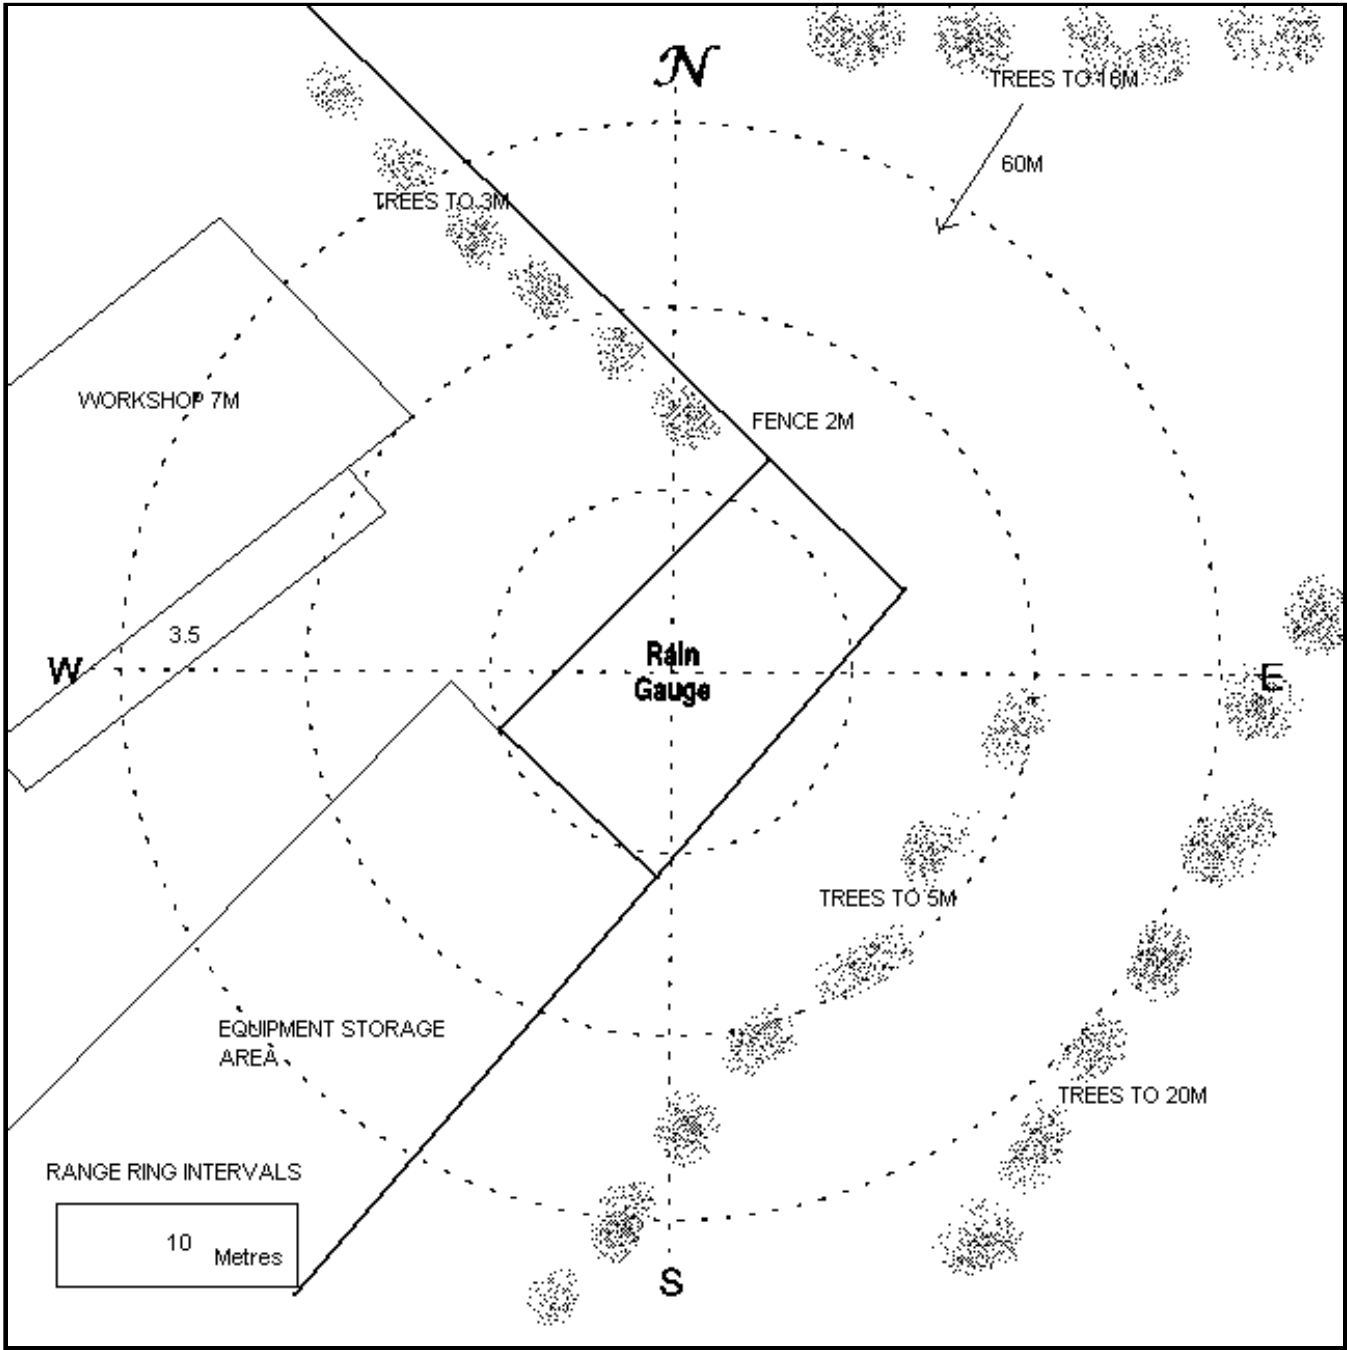 N
TREES TO 16M
60M
TREES TO 3M
WORKSHOP 7M
FENCE 2M
3.5
W
Rain
Gauge
E
TREES TO 5M
EQUIPMENT STORAGE
AREA
TREES TO 20M
RANGE RING INTERVALS
10 Metres
S